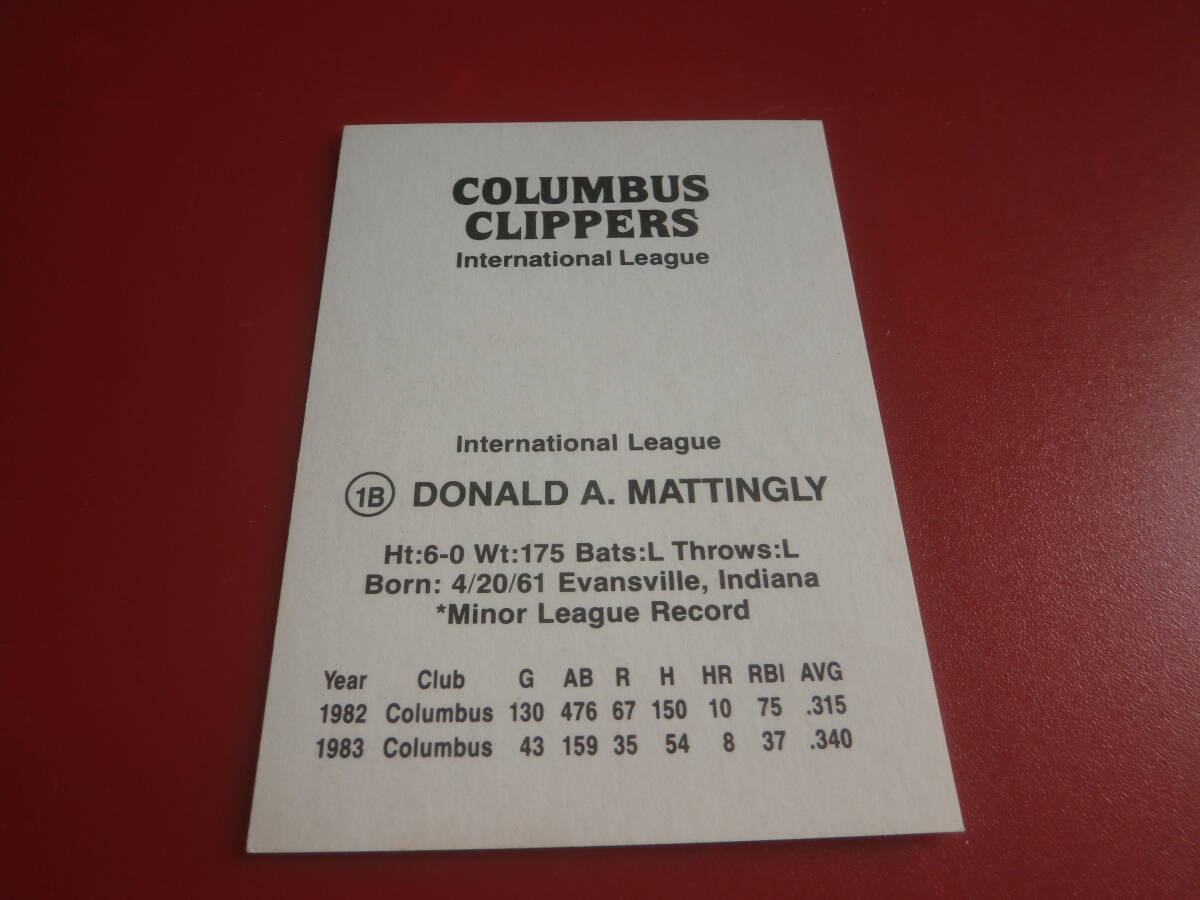 COLUMBUS
CLIPPERS
International League
International League
1B DONALD A. MATTINGLY
Ht:6-0 Wt:175 Bats:L Throws:L
Born: 4/20/61 Evansville, Indiana
*Minor League Record
Year Club G AB R H HR RBI AVG
1982 Columbus 130 476 67 150 10 75 .315
1983 Columbus 43 159 35 54 8 37 .340